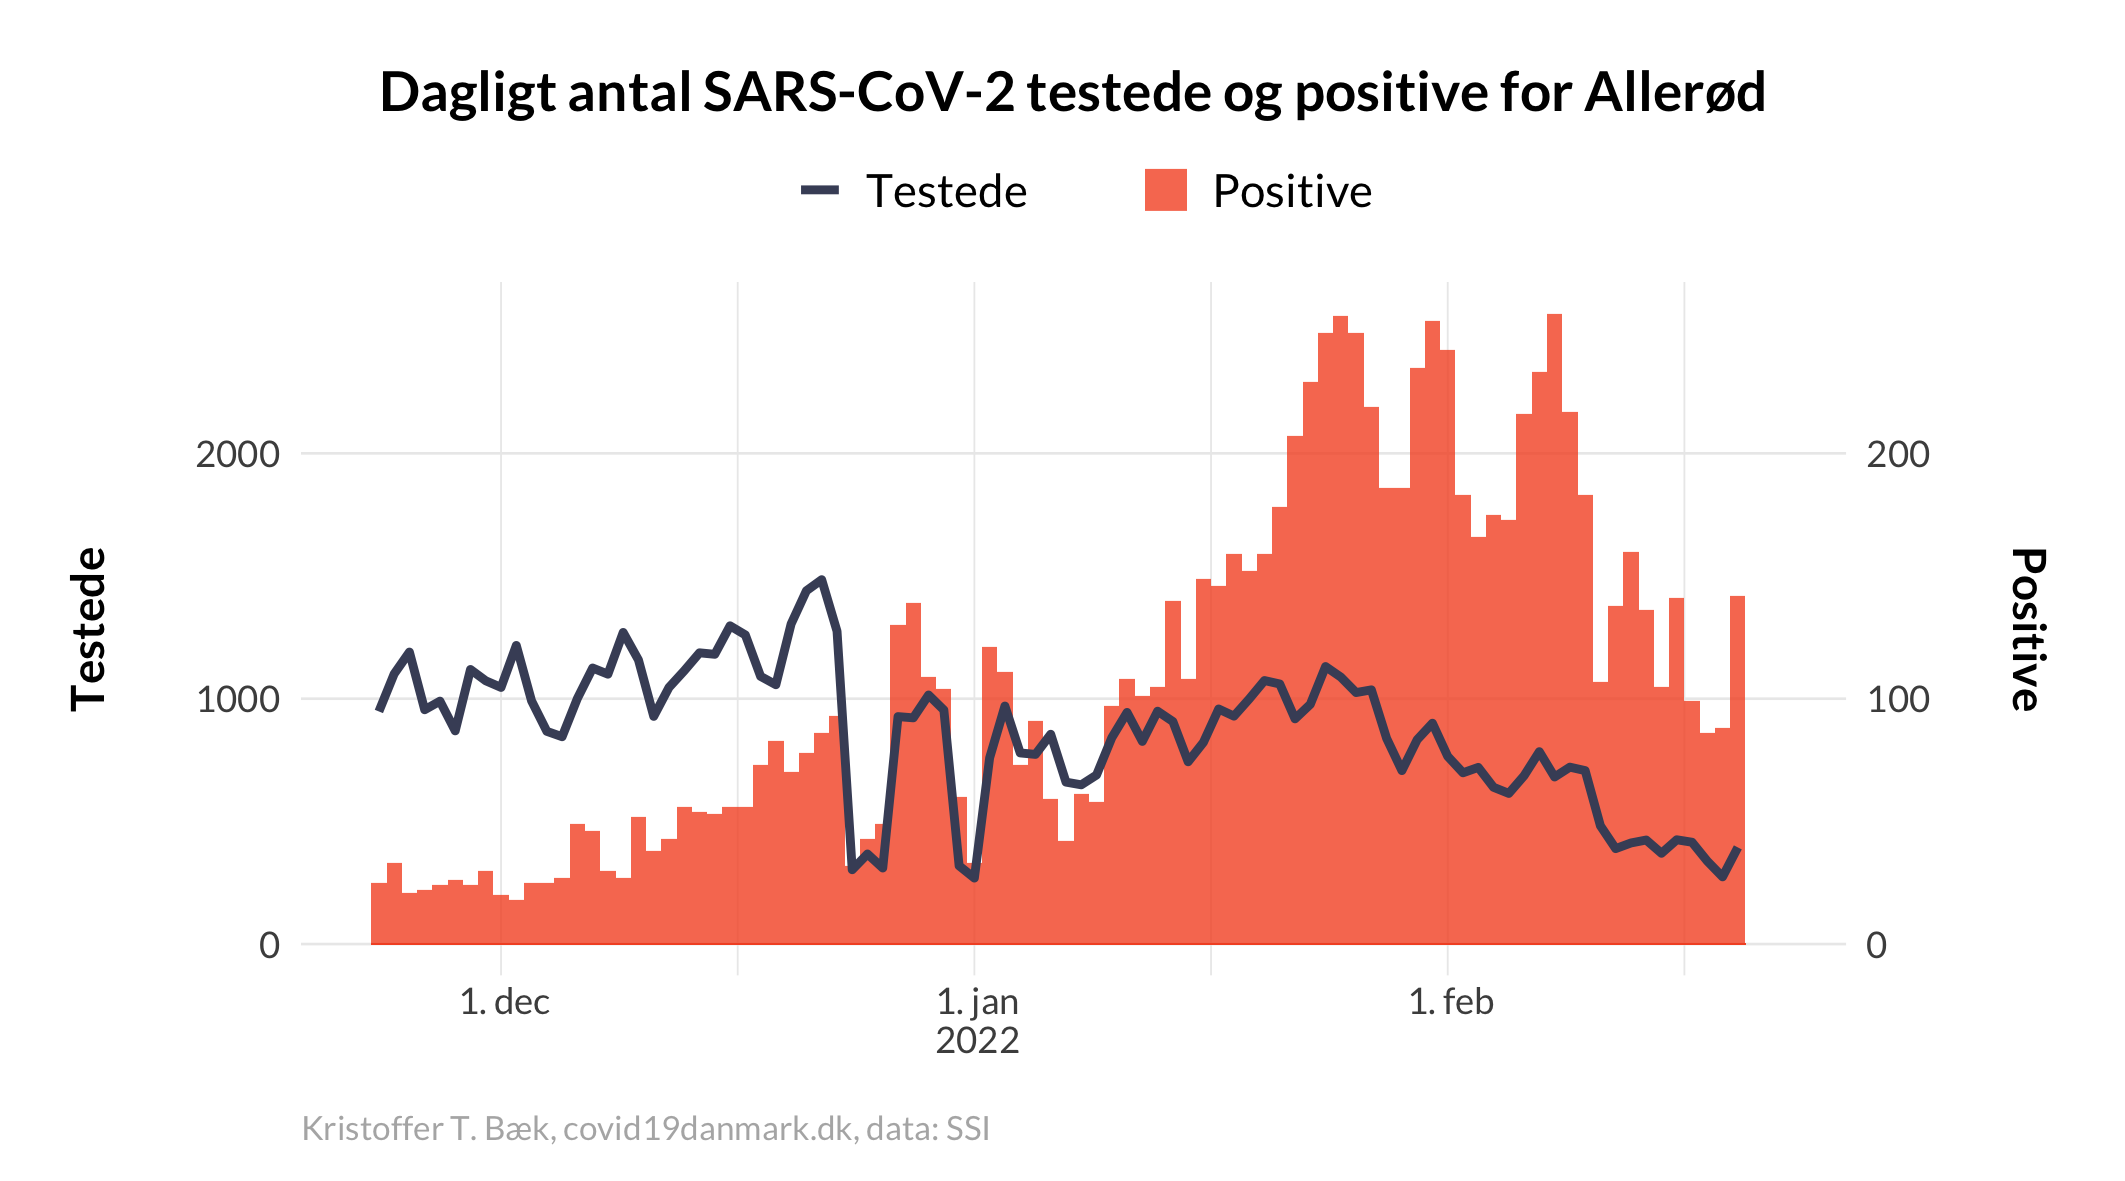 Dagligt antal SARS-CoV-2 testede og positive for Allerød
Testede
Positive
Testede
2000
1000
0
200
100
0
Positive
1. dec
1. jan
2022
1. feb
Kristoffer T. Bæk, covid19danmark.dk, data: SSI